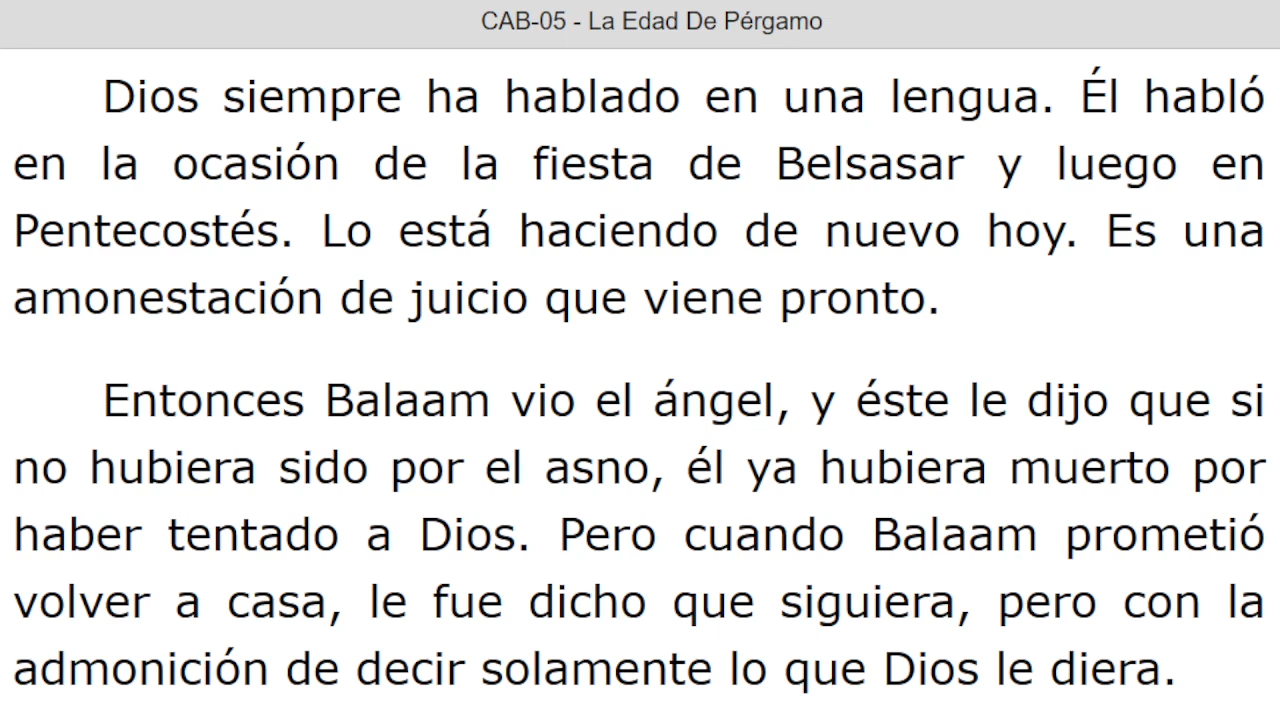 CAB-05 - La Edad De Pérgamo
Dios siempre ha hablado en una lengua. Él habló
en la ocasión de la fiesta de Belsasar y luego en
Pentecostés. Lo está haciendo de nuevo hoy. Es una
amonestación de juicio que viene pronto.
Entonces Balaam vio el ángel, y éste le dijo que si
no hubiera sido por el asno, él ya hubiera muerto por
haber tentado a Dios. Pero cuando Balaam prometió
volver a casa, le fue dicho que siguiera, pero con la
admonición de decir solamente lo que Dios le diera.